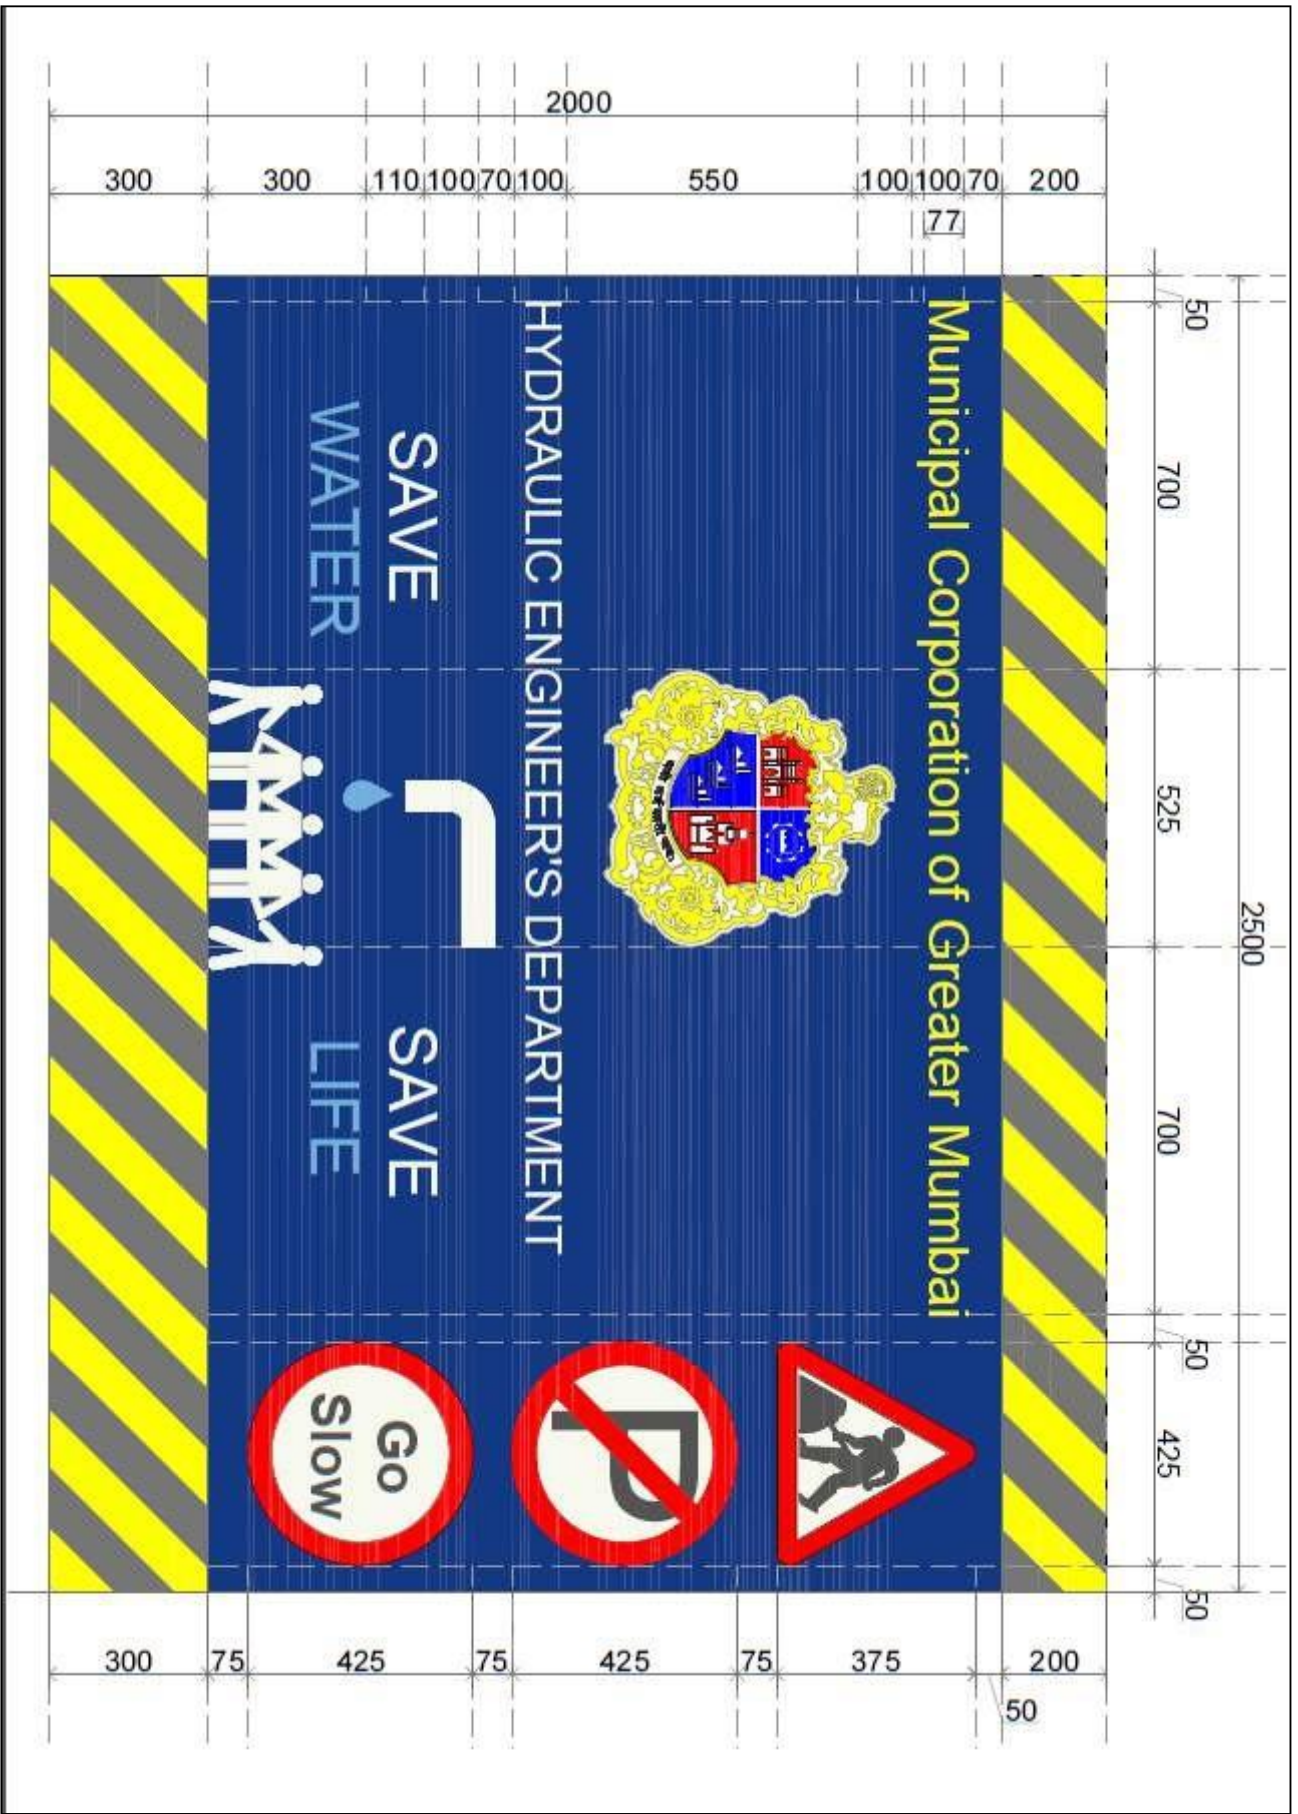 2000
300 300 110 100 70 100 550 100 100 70 200
77
2500
50 700 525 700 50 425 50
Municipal Corporation of Greater Mumbai
HYDRAULIC ENGINEER'S DEPARTMENT
SAVE
WATER
SAVE
LIFE
P
Go
Slow
300 75 425 75 425 75 375 200
50